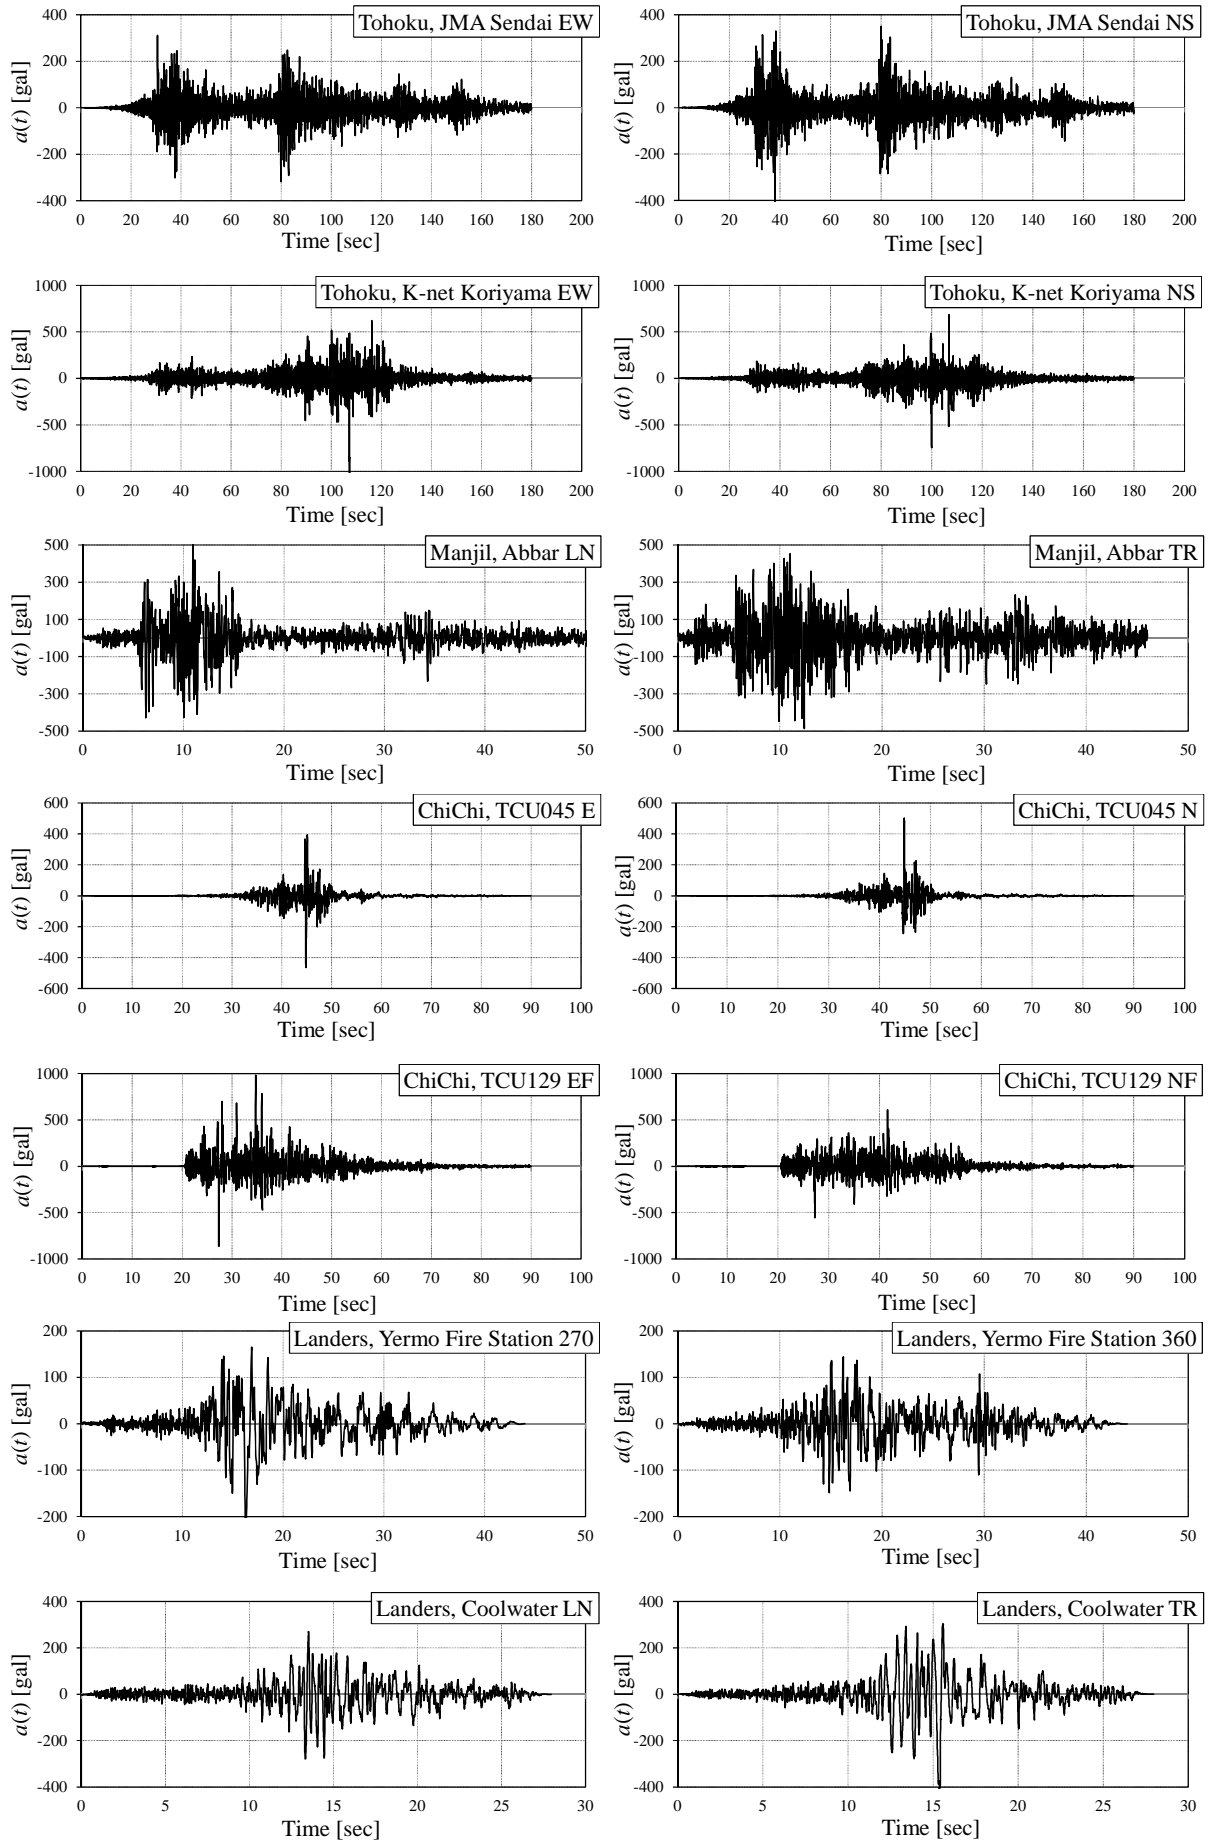 Tohoku, JMA Sendai EW
400
200
0
-200
-400
a(t) [gal]
0 20 40 60 80 100 120 140 160 180 200
Time [sec]
Tohoku, JMA Sendai NS
400
200
0
-200
-400
a(t) [gal]
0 20 40 60 80 100 120 140 160 180 200
Time [sec]
Tohoku, K-net Koriyama EW
1000
500
0
-500
-1000
a(t) [gal]
0 20 40 60 80 100 120 140 160 180 200
Time [sec]
Tohoku, K-net Koriyama NS
1000
500
0
-500
-1000
a(t) [gal]
0 20 40 60 80 100 120 140 160 180 200
Time [sec]
Manjil, Abbar LN
500
300
100
-100
-300
-500
a(t) [gal]
0 10 20 30 40 50
Time [sec]
Manjil, Abbar TR
500
300
100
-100
-300
-500
a(t) [gal]
0 10 20 30 40 50
Time [sec]
ChiChi, TCU045 E
600
400
200
0
-200
-400
-600
a(t) [gal]
0 10 20 30 40 50 60 70 80 90 100
Time [sec]
ChiChi, TCU045 N
600
400
200
0
-200
-400
-600
a(t) [gal]
0 10 20 30 40 50 60 70 80 90 100
Time [sec]
ChiChi, TCU129 EF
1000
500
0
-500
-1000
a(t) [gal]
0 10 20 30 40 50 60 70 80 90 100
Time [sec]
ChiChi, TCU129 NF
1000
500
0
-500
-1000
a(t) [gal]
0 10 20 30 40 50 60 70 80 90 100
Time [sec]
Landers, Yermo Fire Station 270
200
100
0
-100
-200
a(t) [gal]
0 10 20 30 40 50
Time [sec]
Landers, Yermo Fire Station 360
200
100
0
-100
-200
a(t) [gal]
0 10 20 30 40 50
Time [sec]
Landers, Coolwater LN
400
200
0
-200
-400
a(t) [gal]
0 5 10 15 20 25 30
Time [sec]
Landers, Coolwater TR
400
200
0
-200
-400
a(t) [gal]
0 5 10 15 20 25 30
Time [sec]